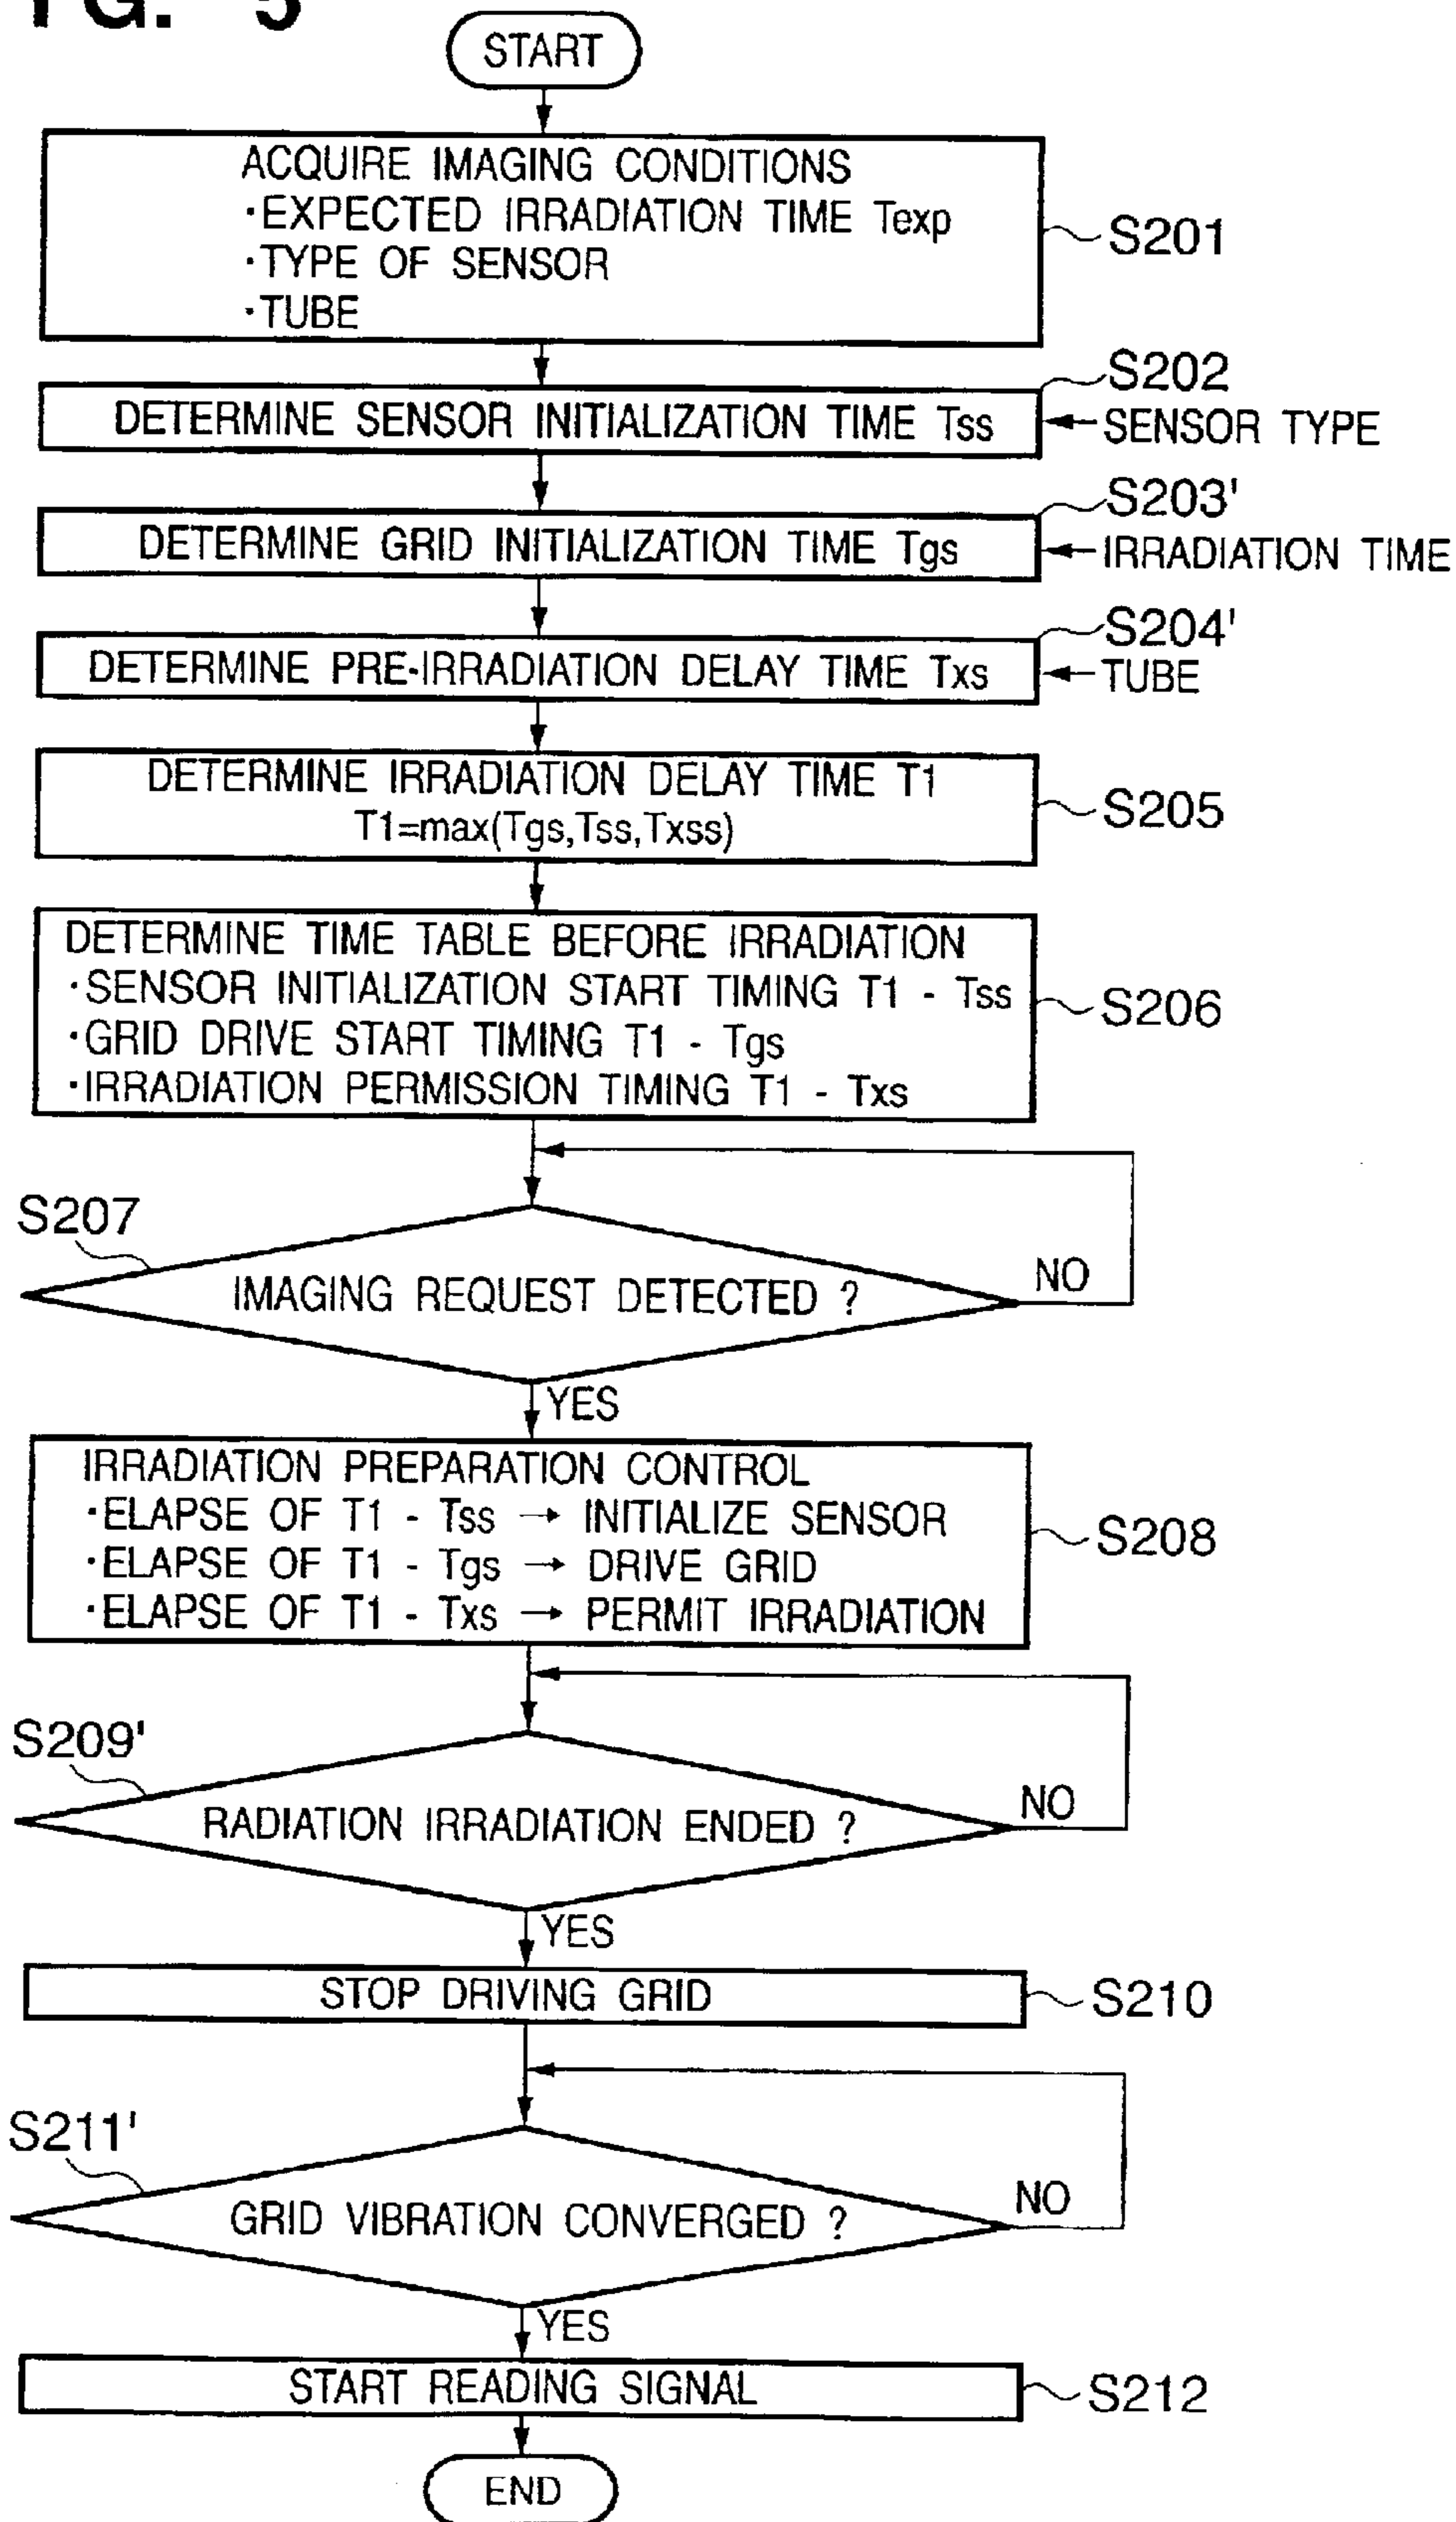 FIG. 5
START
ACQUIRE IMAGING CONDITIONS
·EXPECTED IRRADIATION TIME Texp
·TYPE OF SENSOR
·TUBE
S201
S202
DETERMINE SENSOR INITIALIZATION TIME Tss
SENSOR TYPE
S203'
DETERMINE GRID INITIALIZATION TIME Tgs
IRRADIATION TIME
S204'
DETERMINE PRE-IRRADIATION DELAY TIME Txs
TUBE
DETERMINE IRRADIATION DELAY TIME T1
T1=max(Tgs,Tss,Txss)
S205
DETERMINE TIME TABLE BEFORE IRRADIATION
·SENSOR INITIALIZATION START TIMING T1 - Tss
·GRID DRIVE START TIMING T1 - Tgs
·IRRADIATION PERMISSION TIMING T1 - Txs
S206
S207
IMAGING REQUEST DETECTED ?
NO
YES
IRRADIATION PREPARATION CONTROL
·ELAPSE OF T1 - Tss → INITIALIZE SENSOR
·ELAPSE OF T1 - Tgs → DRIVE GRID
·ELAPSE OF T1 - Txs → PERMIT IRRADIATION
S208
S209'
RADIATION IRRADIATION ENDED ?
NO
YES
STOP DRIVING GRID
S210
S211'
GRID VIBRATION CONVERGED ?
NO
YES
START READING SIGNAL
S212
END